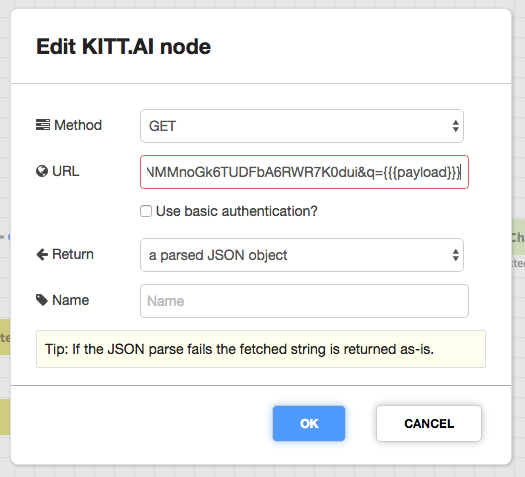 Edit KITT.AI node
Method
GET
URL
NMMnoGk6TUDFbA6RWR7K0dui&q={{{payload}}}
Use basic authentication?
Return
a parsed JSON object
Name
Name
Tip: If the JSON parse fails the fetched string is returned as-is.
OK
CANCEL